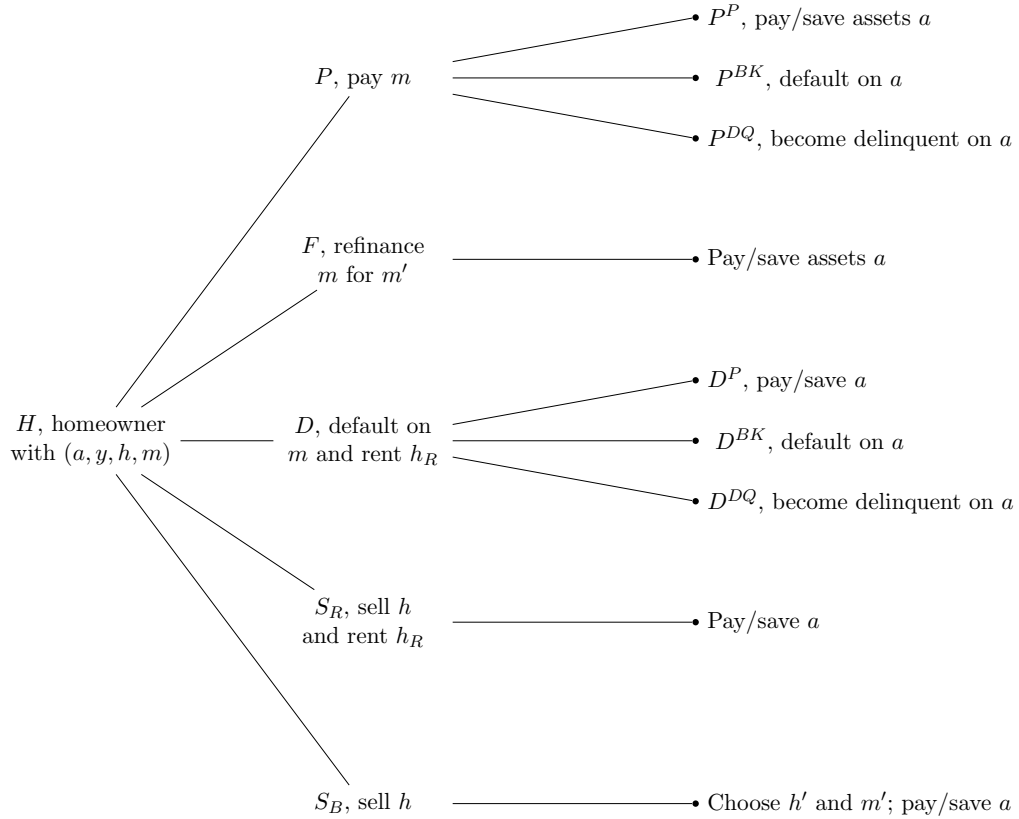 P^P, pay/save assets a
P, pay m
P^{BK}, default on a
P^{DQ}, become delinquent on a
F, refinance
m for m′
Pay/save assets a
D^P, pay/save a
H, homeowner
with (a, y, h, m)
D, default on
m and rent h_R
D^{BK}, default on a
D^{DQ}, become delinquent on a
S_R, sell h
and rent h_R
Pay/save a
S_B, sell h
Choose h′ and m′; pay/save a